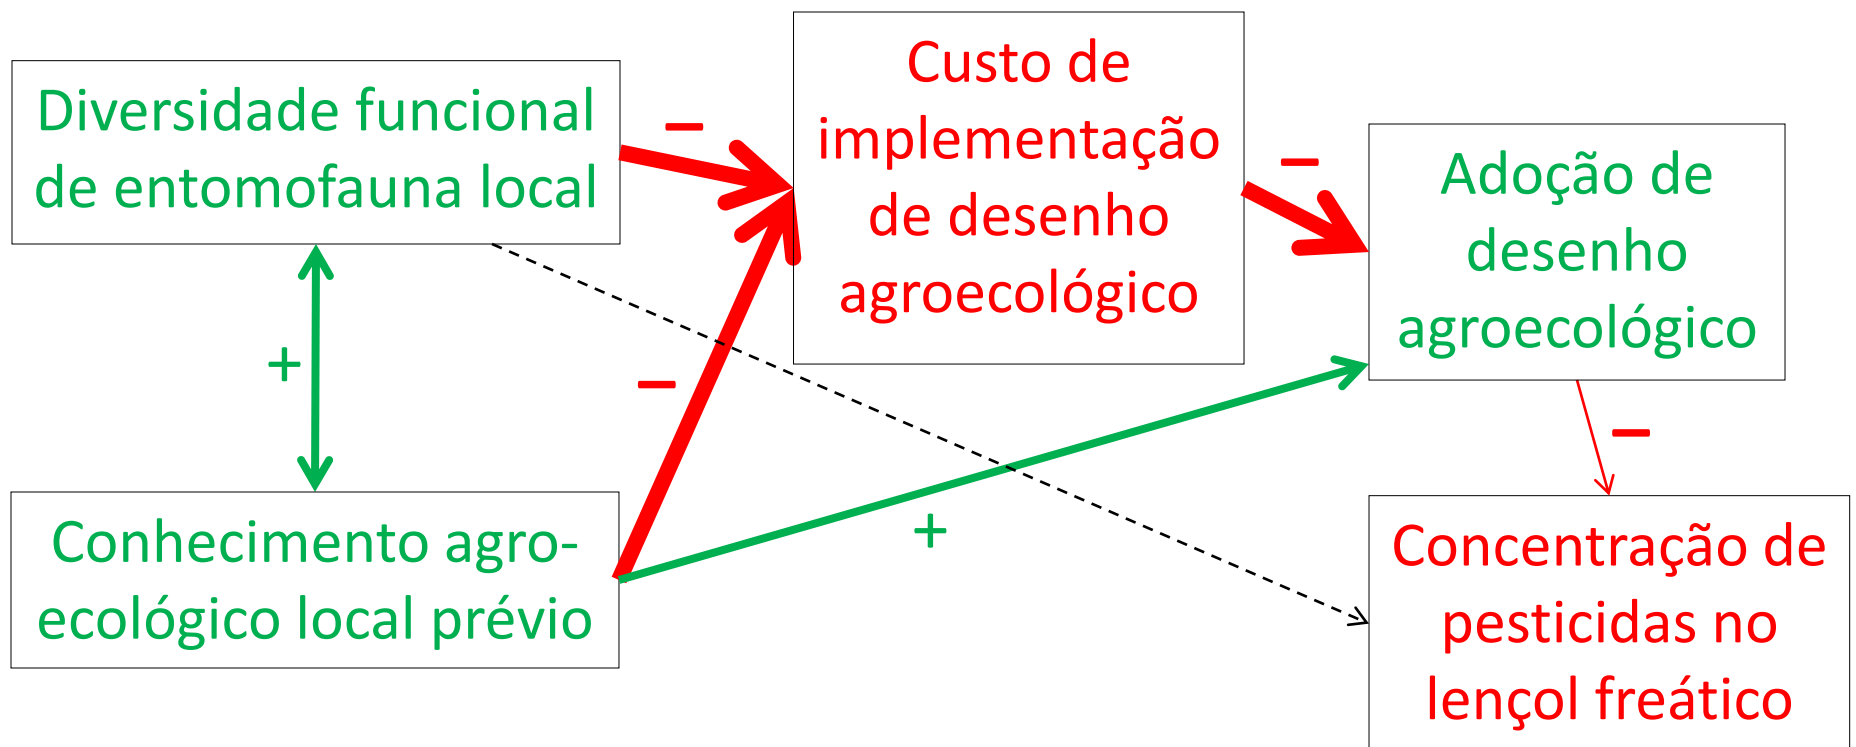 Diversidade funcional
de entomofauna local
–
Custo de
implementação
de desenho
agroecológico
–
Adoção de
desenho
agroecológico
+
–
–
Conhecimento agro-
ecológico local prévio
+
Concentração de
pesticidas no
lençol freático